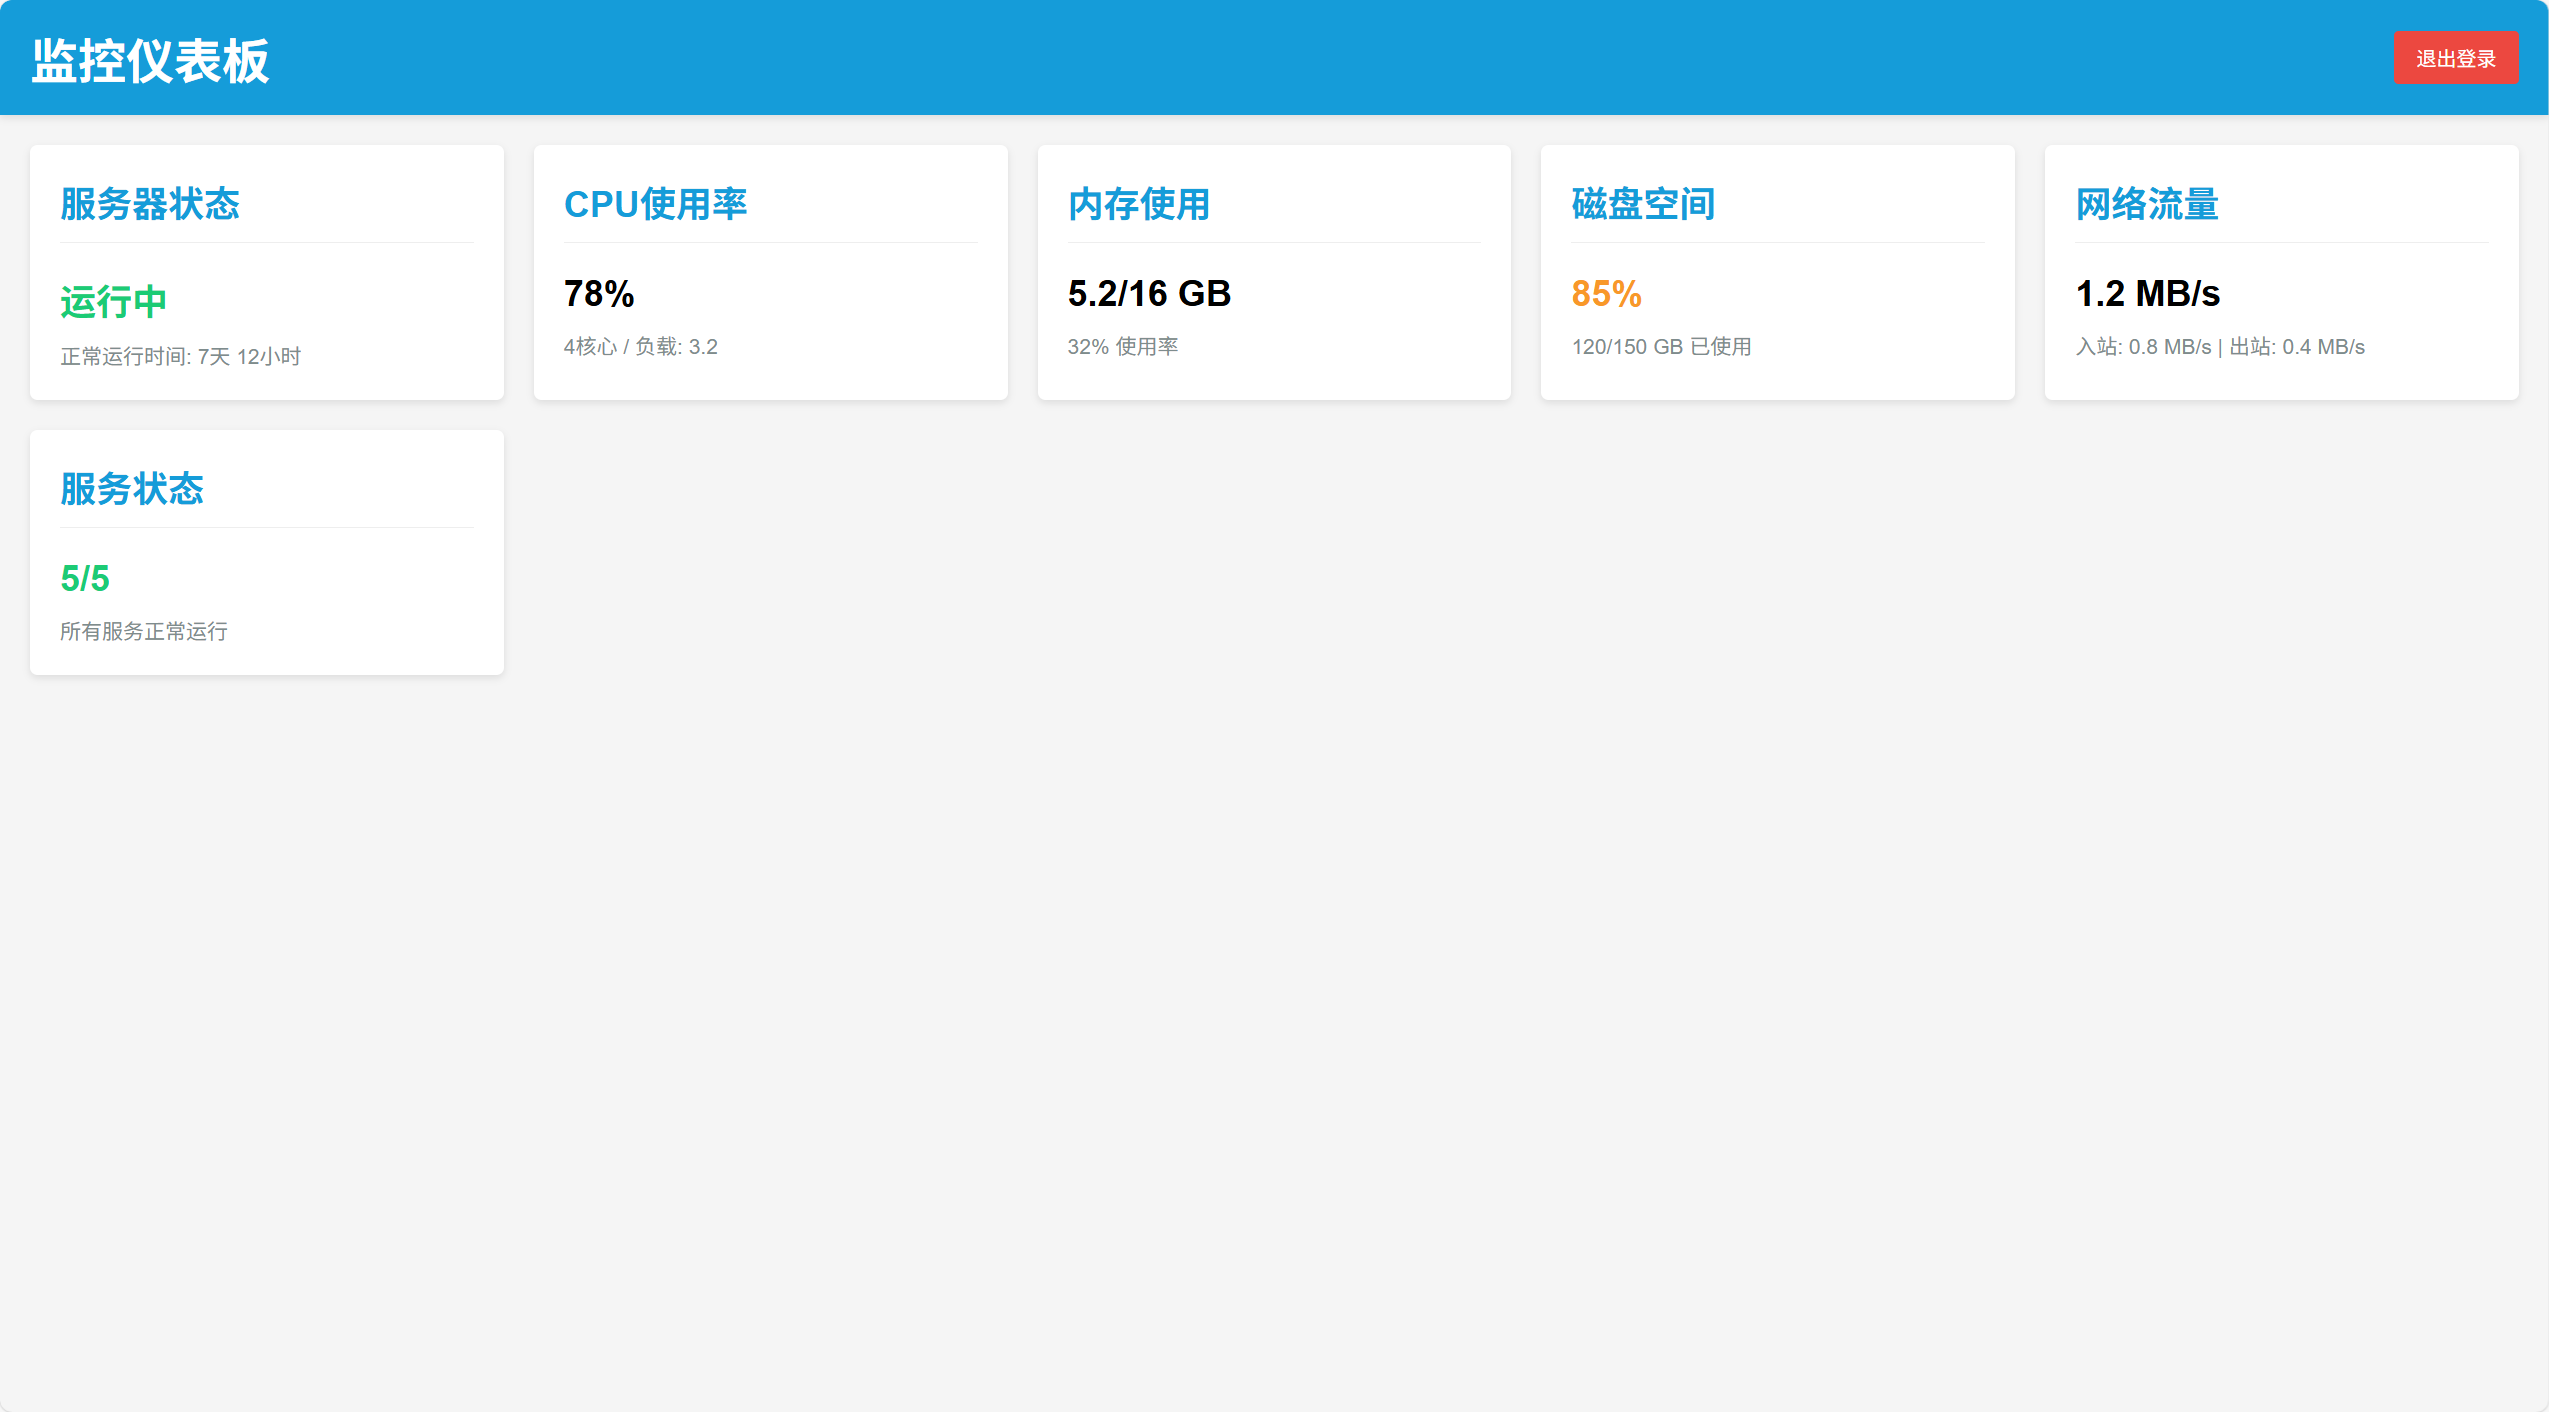 监控仪表板
退出登录
服务器状态
运行中
正常运行时间: 7天 12小时
CPU使用率
78%
4核心 / 负载: 3.2
内存使用
5.2/16 GB
32% 使用率
磁盘空间
85%
120/150 GB 已使用
网络流量
1.2 MB/s
入站: 0.8 MB/s | 出站: 0.4 MB/s
服务状态
5/5
所有服务正常运行